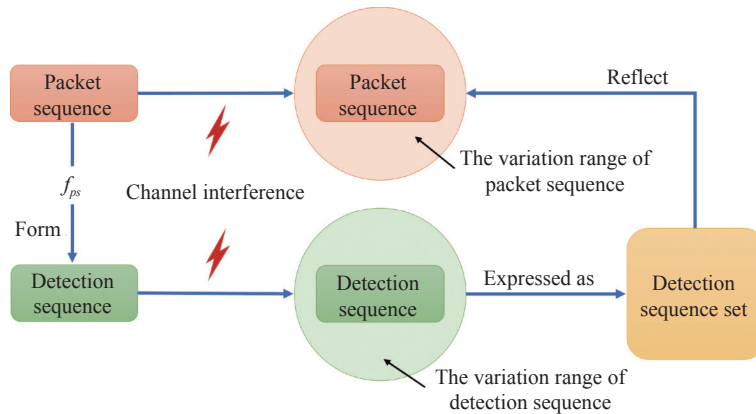 Packet
sequence
Packet
sequence
Reflect
The variation range of
packet sequence
f_ps
Channel interference
Form
Detection
sequence
Detection
sequence
Expressed as
Detection
sequence set
The variation range of
detection sequence